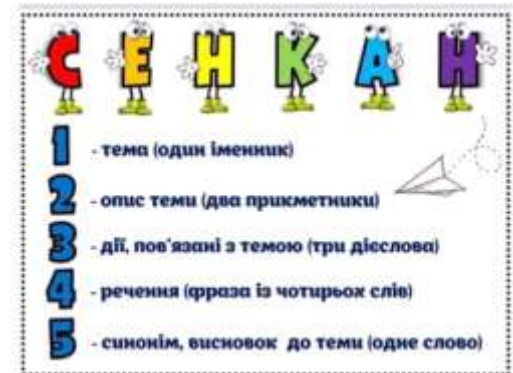 СЕНКАН
1 - тема (один іменник)
2 - опис теми (два прикметники)
3 - дії, пов'язані з темою (три дієслова)
4 - речення (фраза із чотирьох слів)
5 - синонім, висновок до теми (одне слово)